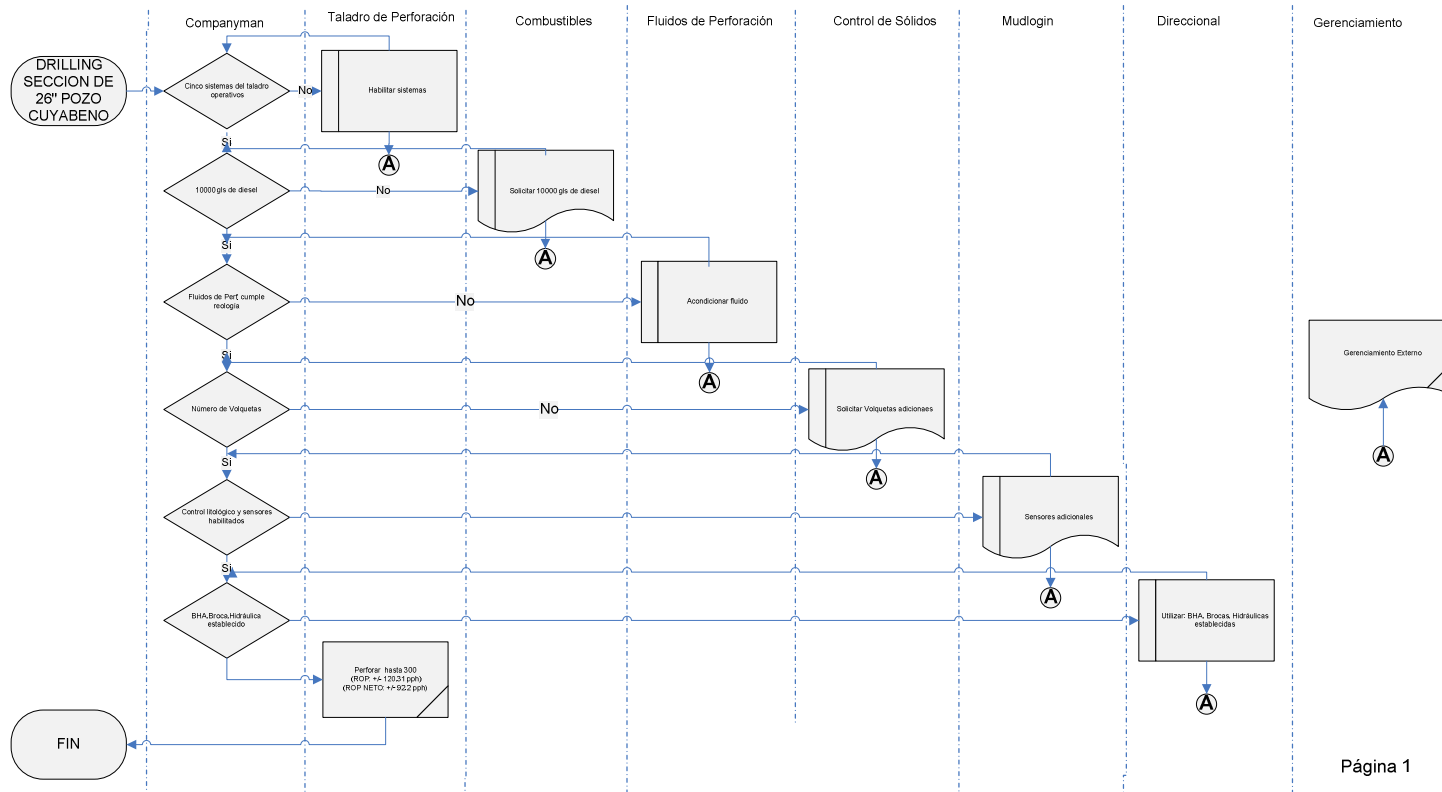 Companyman
Taladro de Perforación
Combustibles
Fluidos de Perforación
Control de Sólidos
Mudlogin
Direccional
Gerenciamiento
DRILLING
SECCION DE
26" POZO
CUYABENO
Cinco sistemas del taladro
operativos
No
Habilitar sistemas
Si
A
10000 gls de diesel
No
Solicitar 10000 gls de diesel
Si
A
Fluidos de Perf, cumple
reología
No
Acondicionar fluido
Si
A
Gerenciamiento Externo
A
Número de Volquetas
No
Solicitar Volquetas adicionaes
Si
A
Control litológico y sensores
habilitados
Sensores adicionales
Si
A
BHA,Broca,Hidráulica
establecido
Utilizar: BHA, Brocas, Hidráulicas
establecidas
A
Perforar hasta 300
(ROP: +/- 120.31 pph)
(ROP NETO: +/- 92.2 pph)
FIN
Página 1